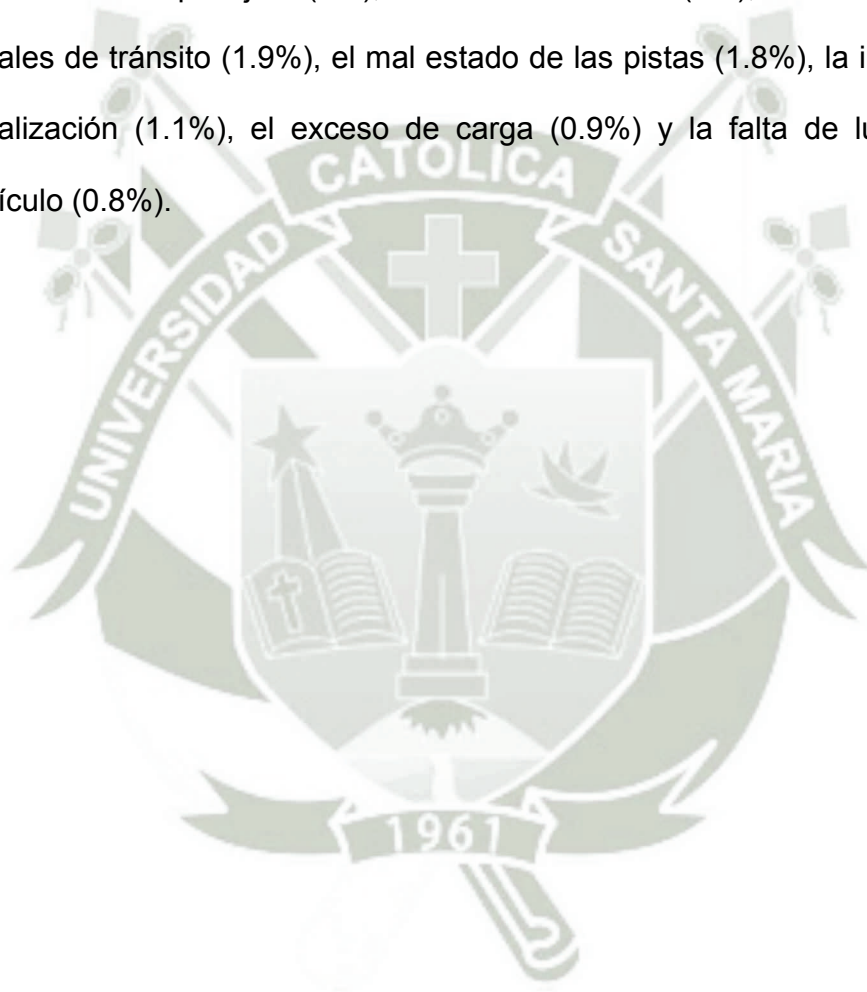 ales de tránsito (1.9%), el mal estado de las pistas (1.8%), la i
alización (1.1%), el exceso de carga (0.9%) y la falta de lu
ículo (0.8%).
CATOLICA
UNIVERSIDAD
SANTA MARIA
1961